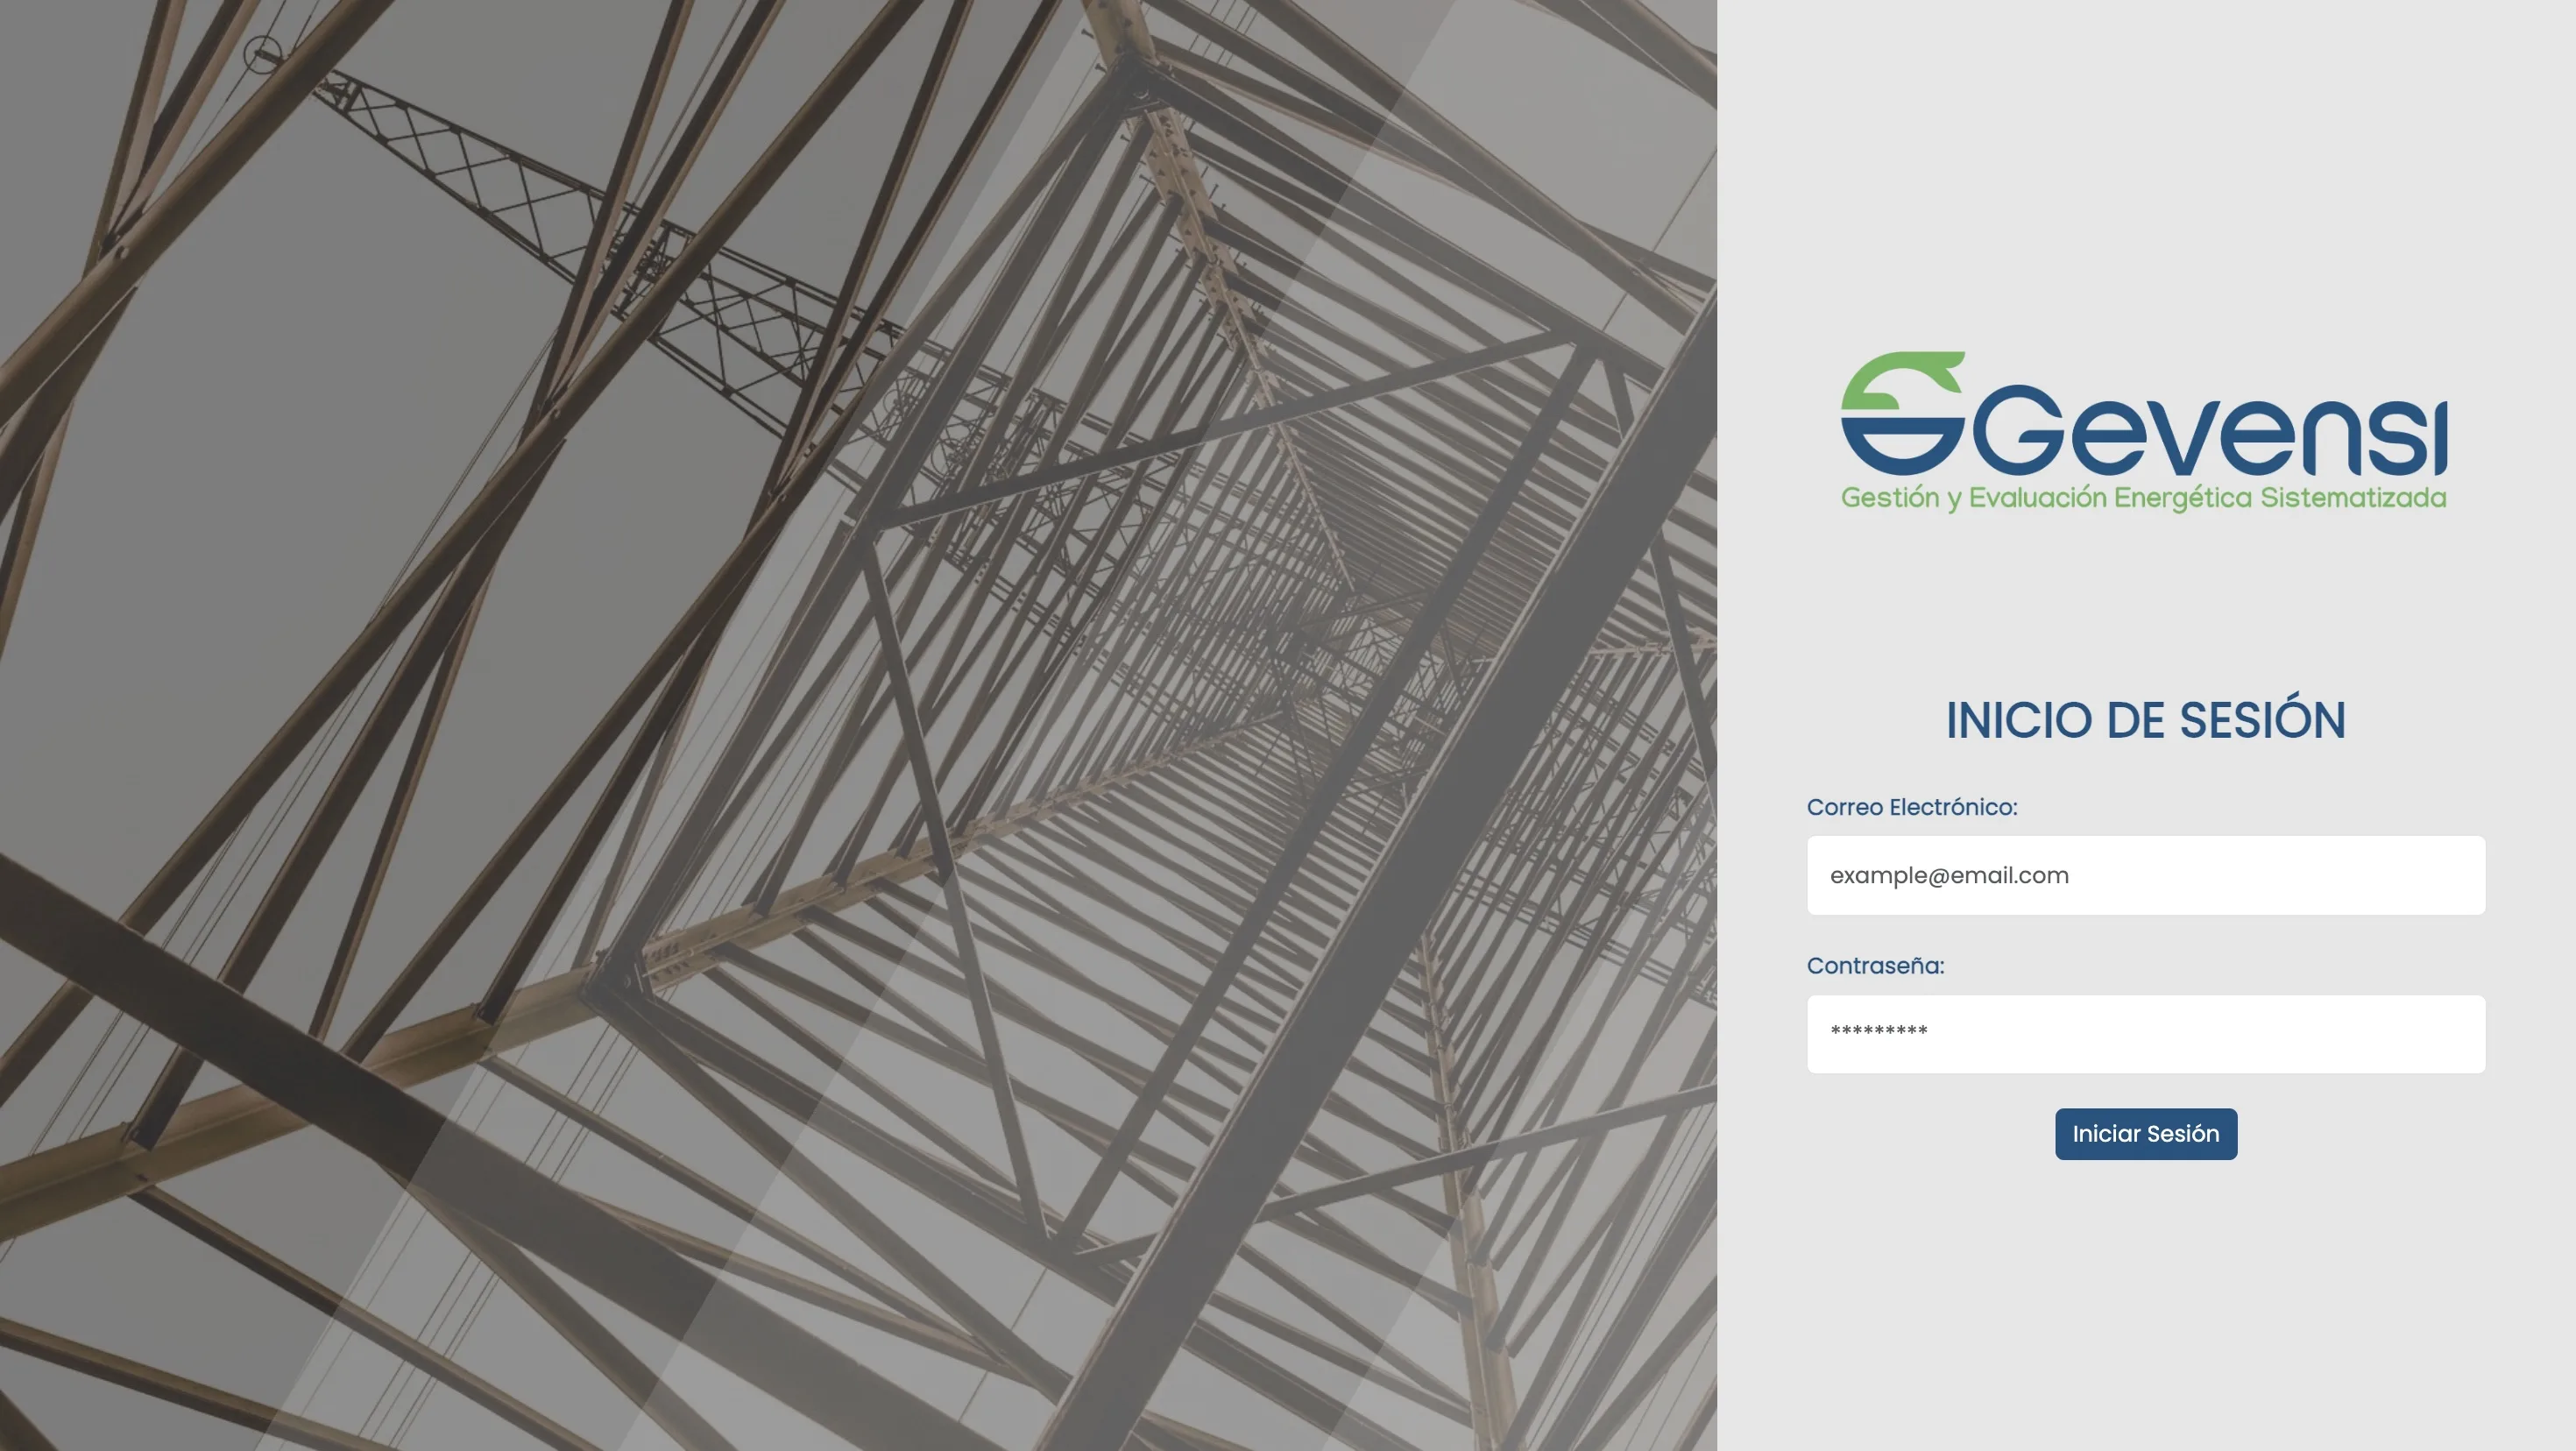 Gevensi
Gestión y Evaluación Energética Sistematizada
INICIO DE SESIÓN
Correo Electrónico:
example@email.com
Contraseña:
*********
Iniciar Sesión